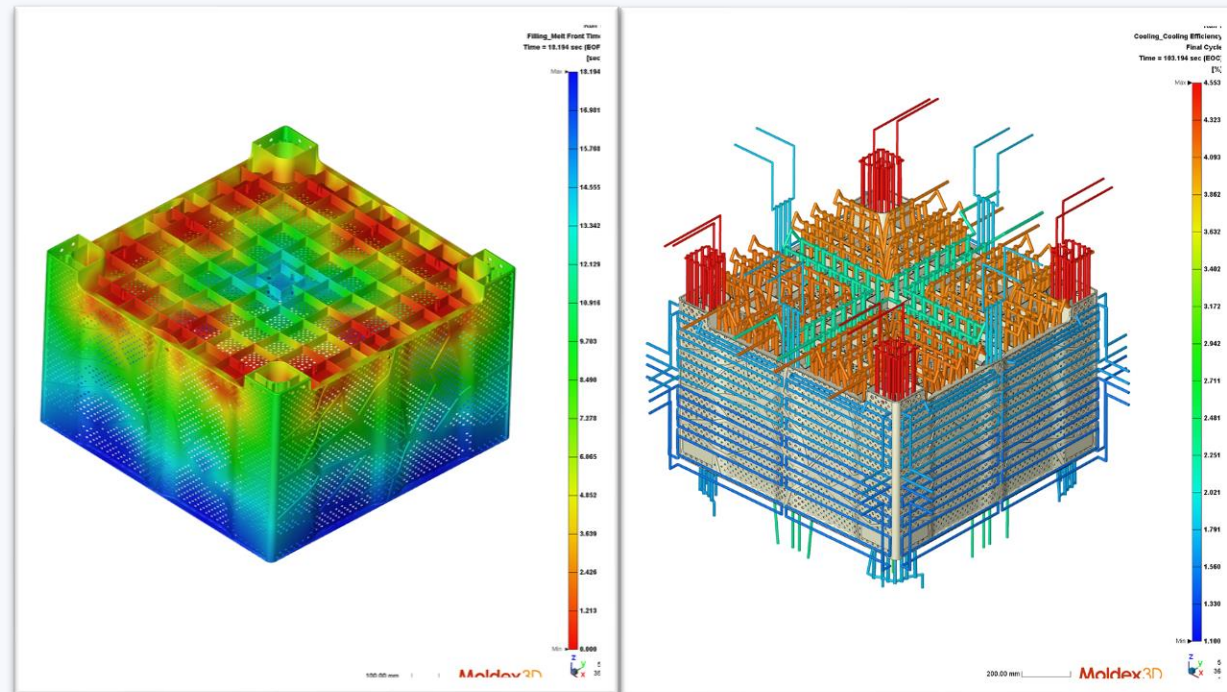 Filling_Melt Front Time
Time = 18.194 sec (EOF
[sec
Max
18.194
16.981
15.768
14.555
13.342
12.129
10.916
9.703
8.490
7.278
6.065
4.852
3.639
2.426
1.213
0.000
Min
100.00 mm
Moldex3D
z
y
x
Cooling_Cooling Efficiency
Final Cycle
Time = 103.194 sec (EOC
[%
Max
4.553
4.323
4.093
3.862
3.632
3.402
3.172
2.942
2.711
2.481
2.251
2.021
1.791
1.560
1.330
1.100
Min
200.00 mm
Moldex3D
z
y
x